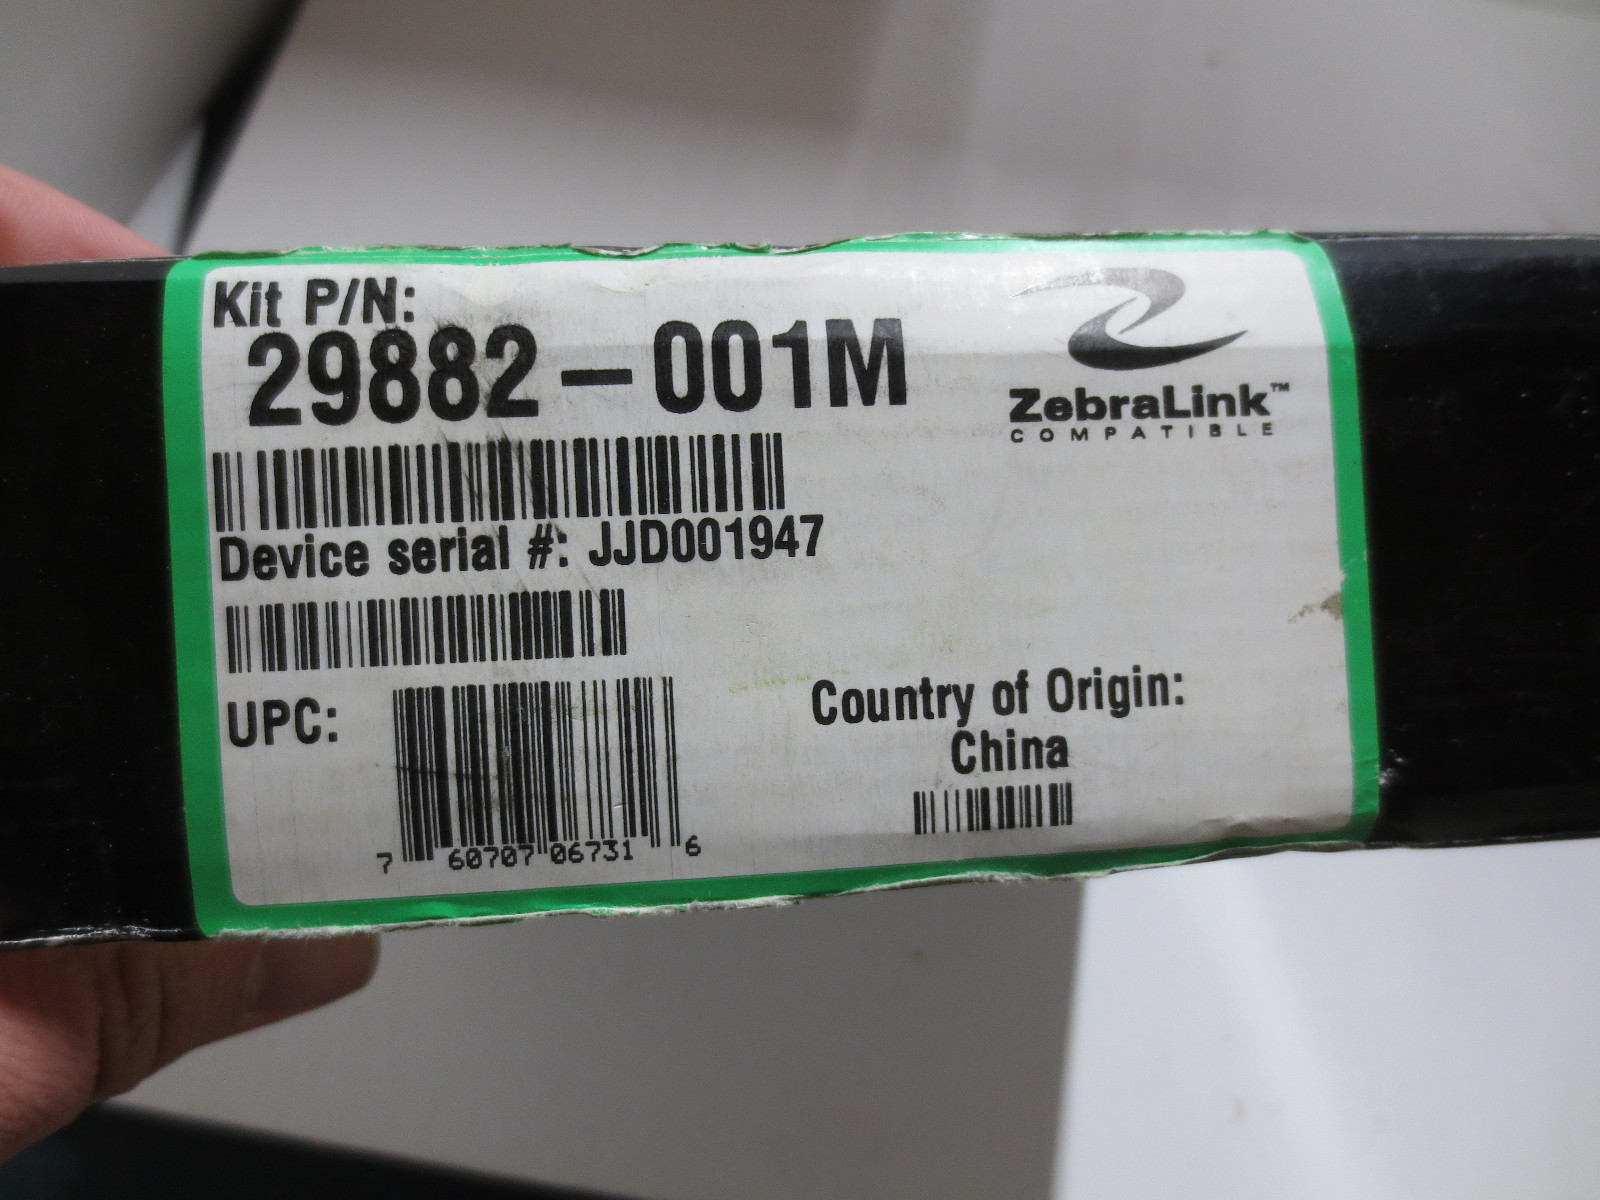 Kit P/N:
29882-001M
ZebraLink™
COMPATIBLE
Device serial #: JJD001947
UPC:
7 60707 06731 6
Country of Origin:
China